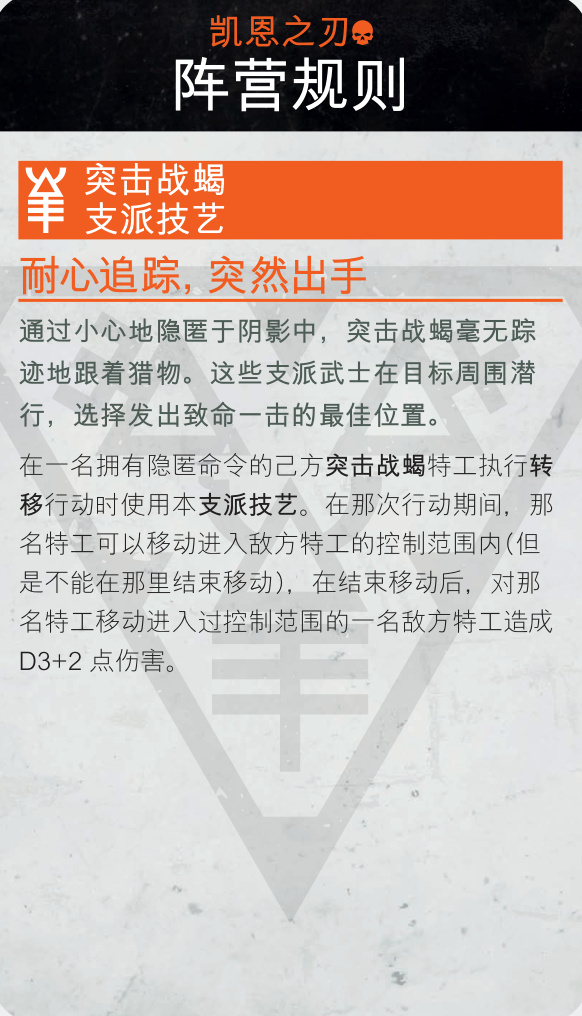 凯恩之刃
阵营规则
突击战蝎
支派技艺
耐心追踪, 突然出手
通过小心地隐匿于阴影中，突击战蝎毫无踪
迹地跟着猎物。这些支派武士在目标周围潜
行，选择发出致命一击的最佳位置。
在一名拥有隐匿命令的己方突击战蝎特工执行转
移行动时使用本支派技艺。在那次行动期间，那
名特工可以移动进入敌方特工的控制范围内(但
是不能在那里结束移动)，在结束移动后，对那
名特工移动进入过控制范围的一名敌方特工造成
D3+2 点伤害。